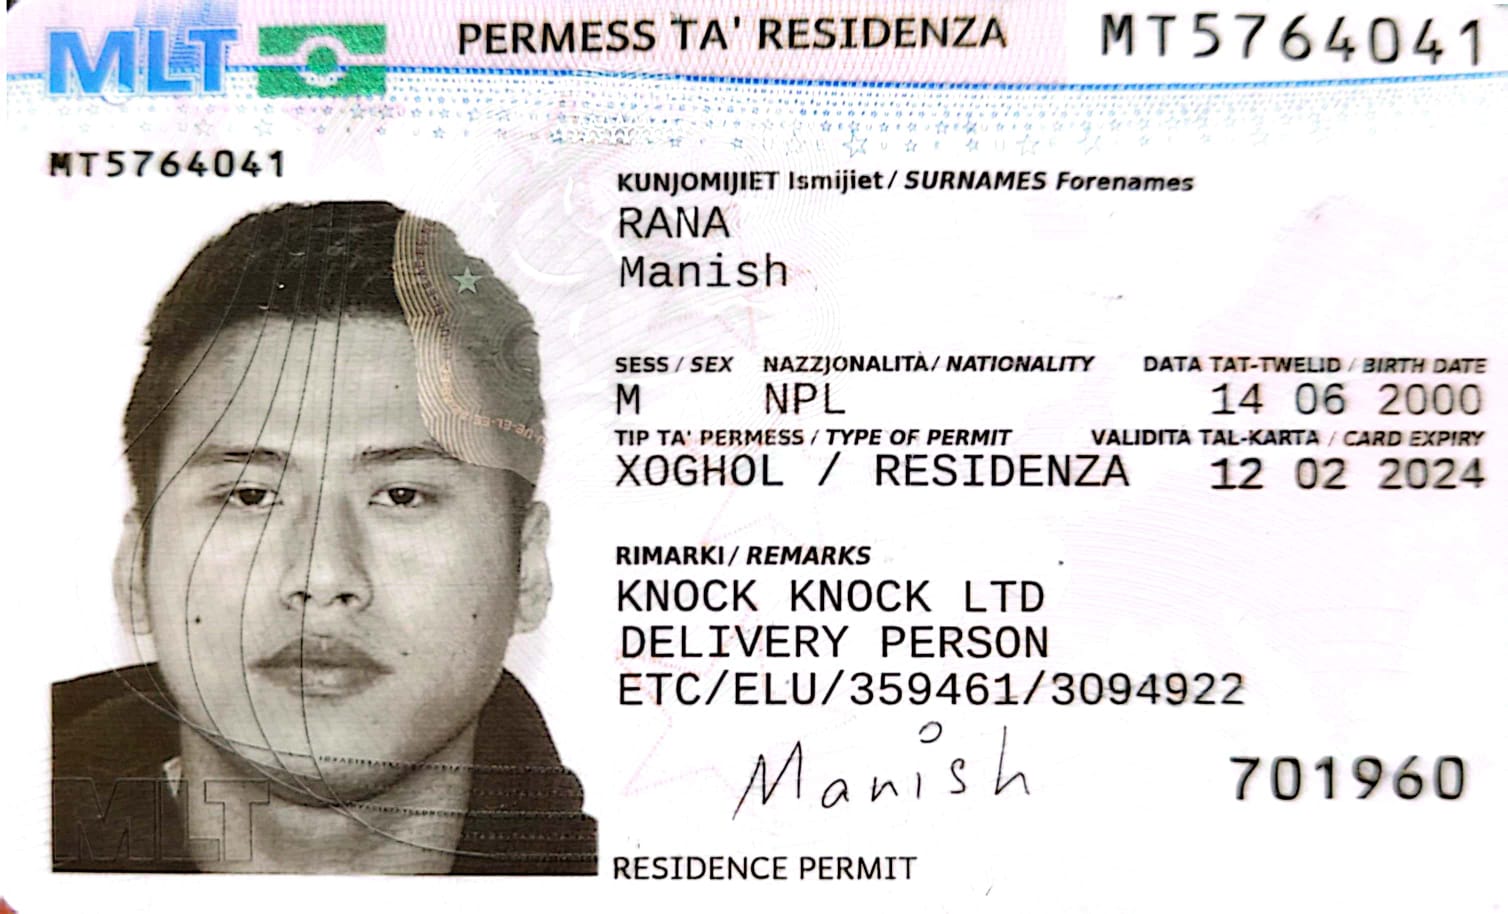 MLT PERMESS TA' RESIDENZA MT5764041
MT5764041
KUNJOMIJIET Ismijiet / SURNAMES Forenames
RANA
Manish
SESS / SEX NAZZJONALITÀ / NATIONALITY DATA TAT-TWELID / BIRTH DATE
M NPL 14 06 2000
TIP TA' PERMESS / TYPE OF PERMIT VALIDITÀ TAL-KARTA / CARD EXPIRY
XOGHOL / RESIDENZA 12 02 2024
RIMARKI / REMARKS
KNOCK KNOCK LTD
DELIVERY PERSON
ETC/ELU/359461/3094922
Manish
701960
MLT
RESIDENCE PERMIT